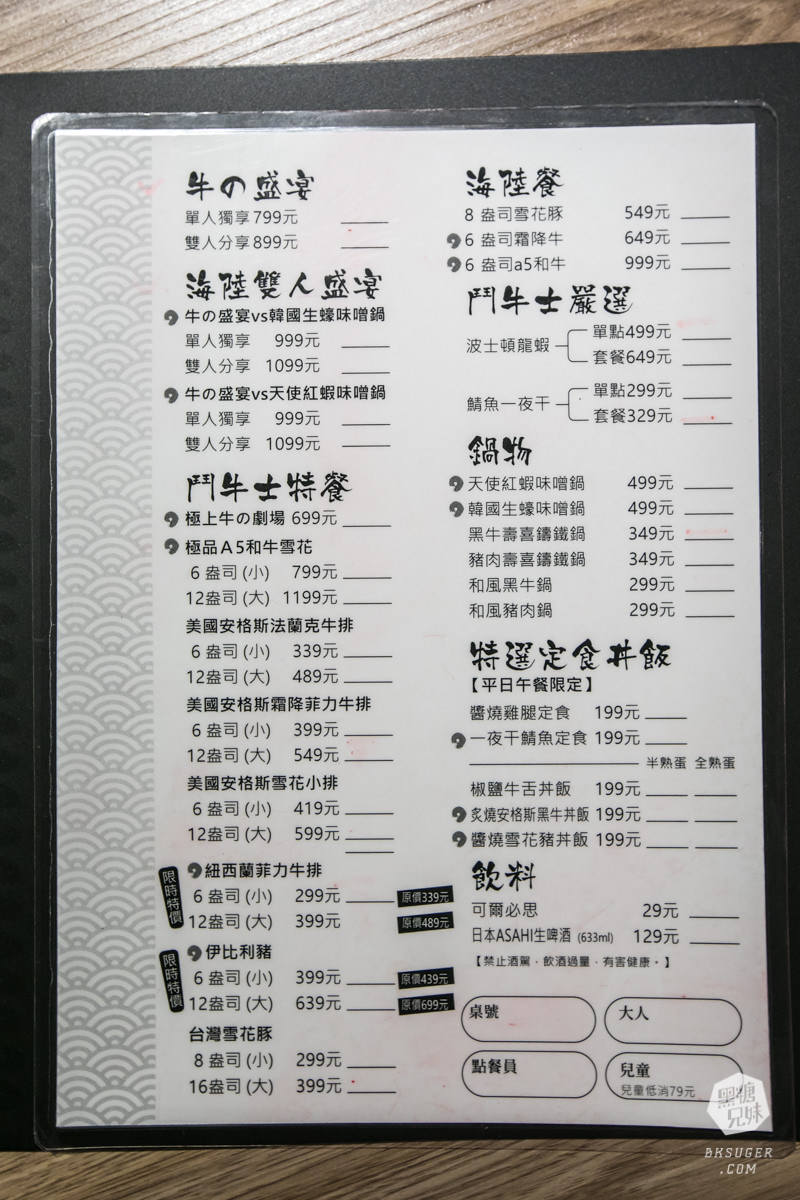 牛の盛宴
單人獨享799元
雙人分享899元
海陸雙人盛宴
牛の盛宴vs韓國生蠔味噌鍋
單人獨享 999元
雙人分享 1099元
牛の盛宴vs天使紅蝦味噌鍋
單人獨享 999元
雙人分享 1099元
鬥牛士特餐
極上牛の劇場 699元
極品A5和牛雪花
6 盎司 (小) 799元
12盎司 (大) 1199元
美國安格斯法蘭克牛排
6 盎司 (小) 339元
12盎司 (大) 489元
美國安格斯霜降菲力牛排
6 盎司 (小) 399元
12盎司 (大) 549元
美國安格斯雪花小排
6 盎司 (小) 419元
12盎司 (大) 599元
限時特價
紐西蘭菲力牛排
6 盎司 (小) 299元 原價339元
12盎司 (大) 399元 原價489元
限時特價
伊比利豬
6 盎司 (小) 399元 原價439元
12盎司 (大) 639元 原價699元
台灣雪花豚
8 盎司 (小) 299元
16盎司 (大) 399元
海陸餐
8 盎司雪花豚 549元
6 盎司霜降牛 649元
6 盎司a5和牛 999元
鬥牛士嚴選
波士頓龍蝦
單點499元
套餐649元
鯖魚一夜干
單點299元
套餐329元
鍋物
天使紅蝦味噌鍋 499元
韓國生蠔味噌鍋 499元
黑牛壽喜鑄鐵鍋 349元
豬肉壽喜鑄鐵鍋 349元
和風黑牛鍋 299元
和風豬肉鍋 299元
特選定食丼飯
【平日午餐限定】
醬燒雞腿定食 199元
一夜干鯖魚定食 199元
半熟蛋 全熟蛋
椒鹽牛舌丼飯 199元
炙燒安格斯黑牛丼飯 199元
醬燒雪花豬丼飯 199元
飲料
可爾必思 29元
日本ASAHI生啤酒 (633ml) 129元
【禁止酒駕．飲酒過量．有害健康。】
桌號
大人
點餐員
兒童
兒童低消79元
黑糖兄妹
BKSUGER
.COM